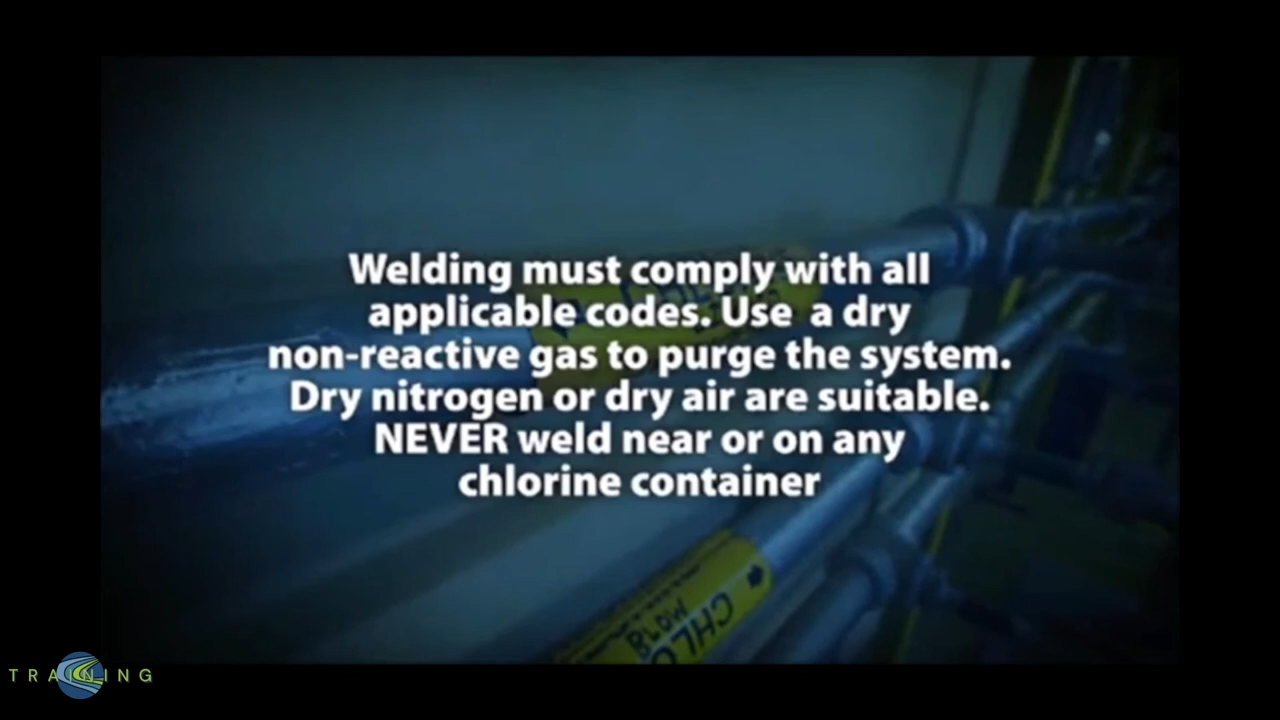 Welding must comply with all
applicable codes. Use  a dry
non-reactive gas to purge the system.
Dry nitrogen or dry air are suitable.
NEVER weld near or on any
chlorine container
CHLO
TRAINING